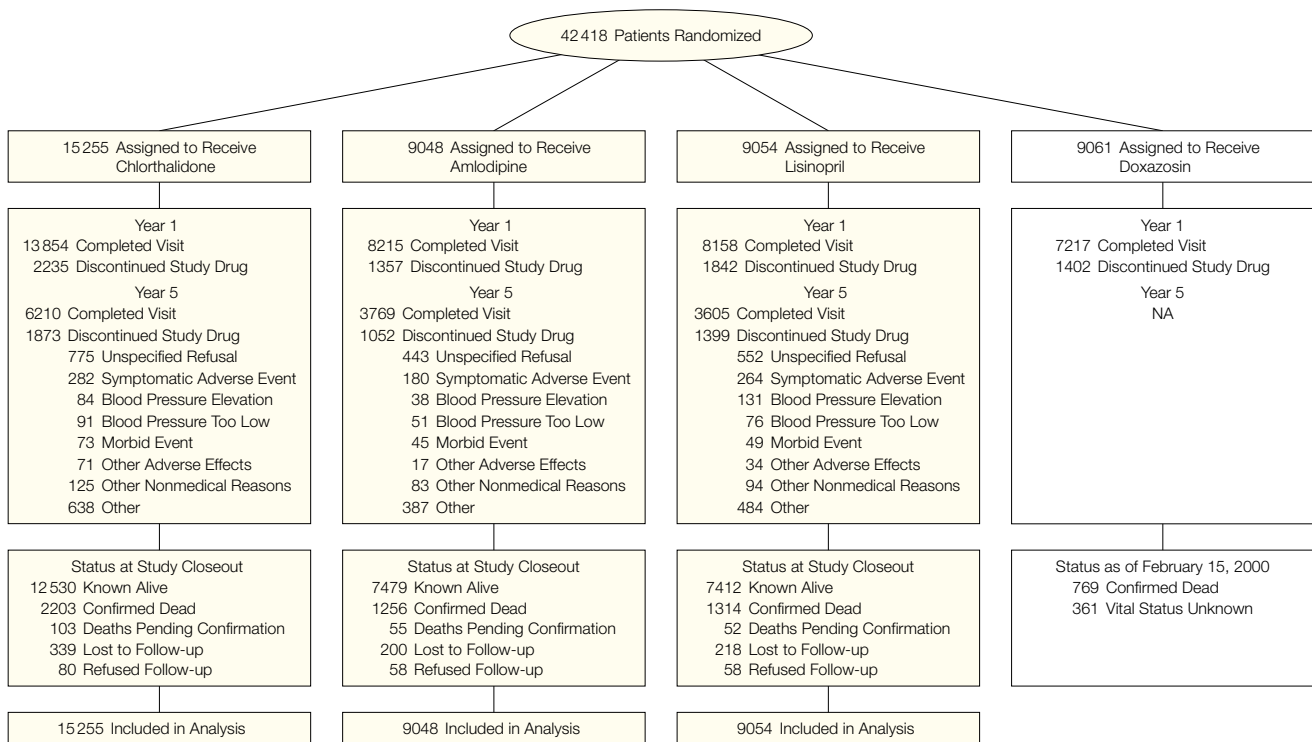 42 418 Patients Randomized
15 255 Assigned to Receive
Chlorthalidone
Year 1
13 854 Completed Visit
2235 Discontinued Study Drug
Year 5
6210 Completed Visit
1873 Discontinued Study Drug
775 Unspecified Refusal
282 Symptomatic Adverse Event
84 Blood Pressure Elevation
91 Blood Pressure Too Low
73 Morbid Event
71 Other Adverse Effects
125 Other Nonmedical Reasons
638 Other
Status at Study Closeout
12 530 Known Alive
2203 Confirmed Dead
103 Deaths Pending Confirmation
339 Lost to Follow-up
80 Refused Follow-up
15 255 Included in Analysis
9048 Assigned to Receive
Amlodipine
Year 1
8215 Completed Visit
1357 Discontinued Study Drug
Year 5
3769 Completed Visit
1052 Discontinued Study Drug
443 Unspecified Refusal
180 Symptomatic Adverse Event
38 Blood Pressure Elevation
51 Blood Pressure Too Low
45 Morbid Event
17 Other Adverse Effects
83 Other Nonmedical Reasons
387 Other
Status at Study Closeout
7479 Known Alive
1256 Confirmed Dead
55 Deaths Pending Confirmation
200 Lost to Follow-up
58 Refused Follow-up
9048 Included in Analysis
9054 Assigned to Receive
Lisinopril
Year 1
8158 Completed Visit
1842 Discontinued Study Drug
Year 5
3605 Completed Visit
1399 Discontinued Study Drug
552 Unspecified Refusal
264 Symptomatic Adverse Event
131 Blood Pressure Elevation
76 Blood Pressure Too Low
49 Morbid Event
34 Other Adverse Effects
94 Other Nonmedical Reasons
484 Other
Status at Study Closeout
7412 Known Alive
1314 Confirmed Dead
52 Deaths Pending Confirmation
218 Lost to Follow-up
58 Refused Follow-up
9054 Included in Analysis
9061 Assigned to Receive
Doxazosin
Year 1
7217 Completed Visit
1402 Discontinued Study Drug
Year 5
NA
Status as of February 15, 2000
769 Confirmed Dead
361 Vital Status Unknown